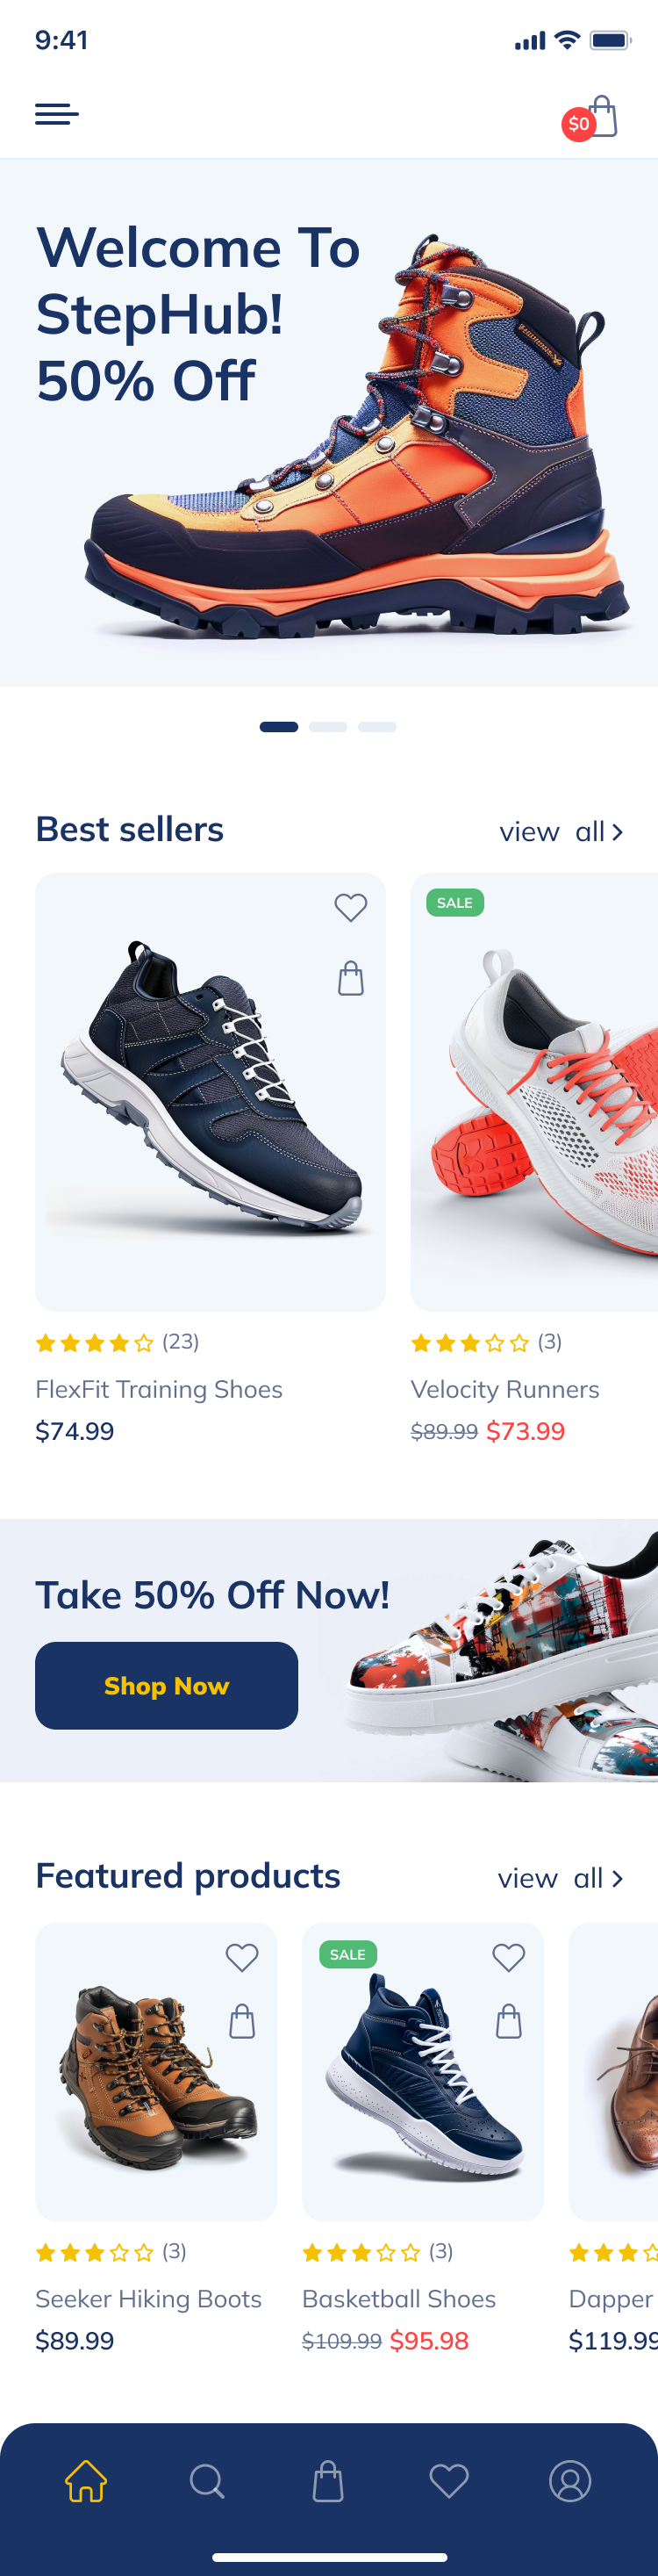 9:41
$0
Welcome To
StepHub!
50% Off
Best sellers
view all
SALE
(23)
(3)
FlexFit Training Shoes
Velocity Runners
$74.99
$89.99 $73.99
Take 50% Off Now!
Shop Now
Featured products
view all
SALE
(3)
(3)
Seeker Hiking Boots
Basketball Shoes
Dapper
$89.99
$109.99 $95.98
$119.99